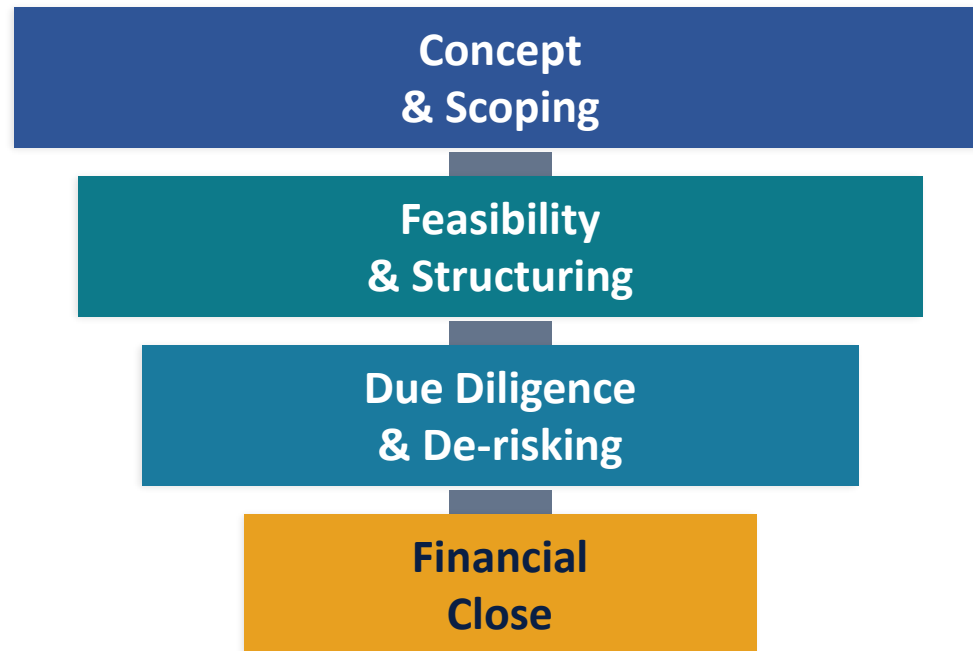 Concept
& Scoping
Feasibility
& Structuring
Due Diligence
& De-risking
Financial
Close